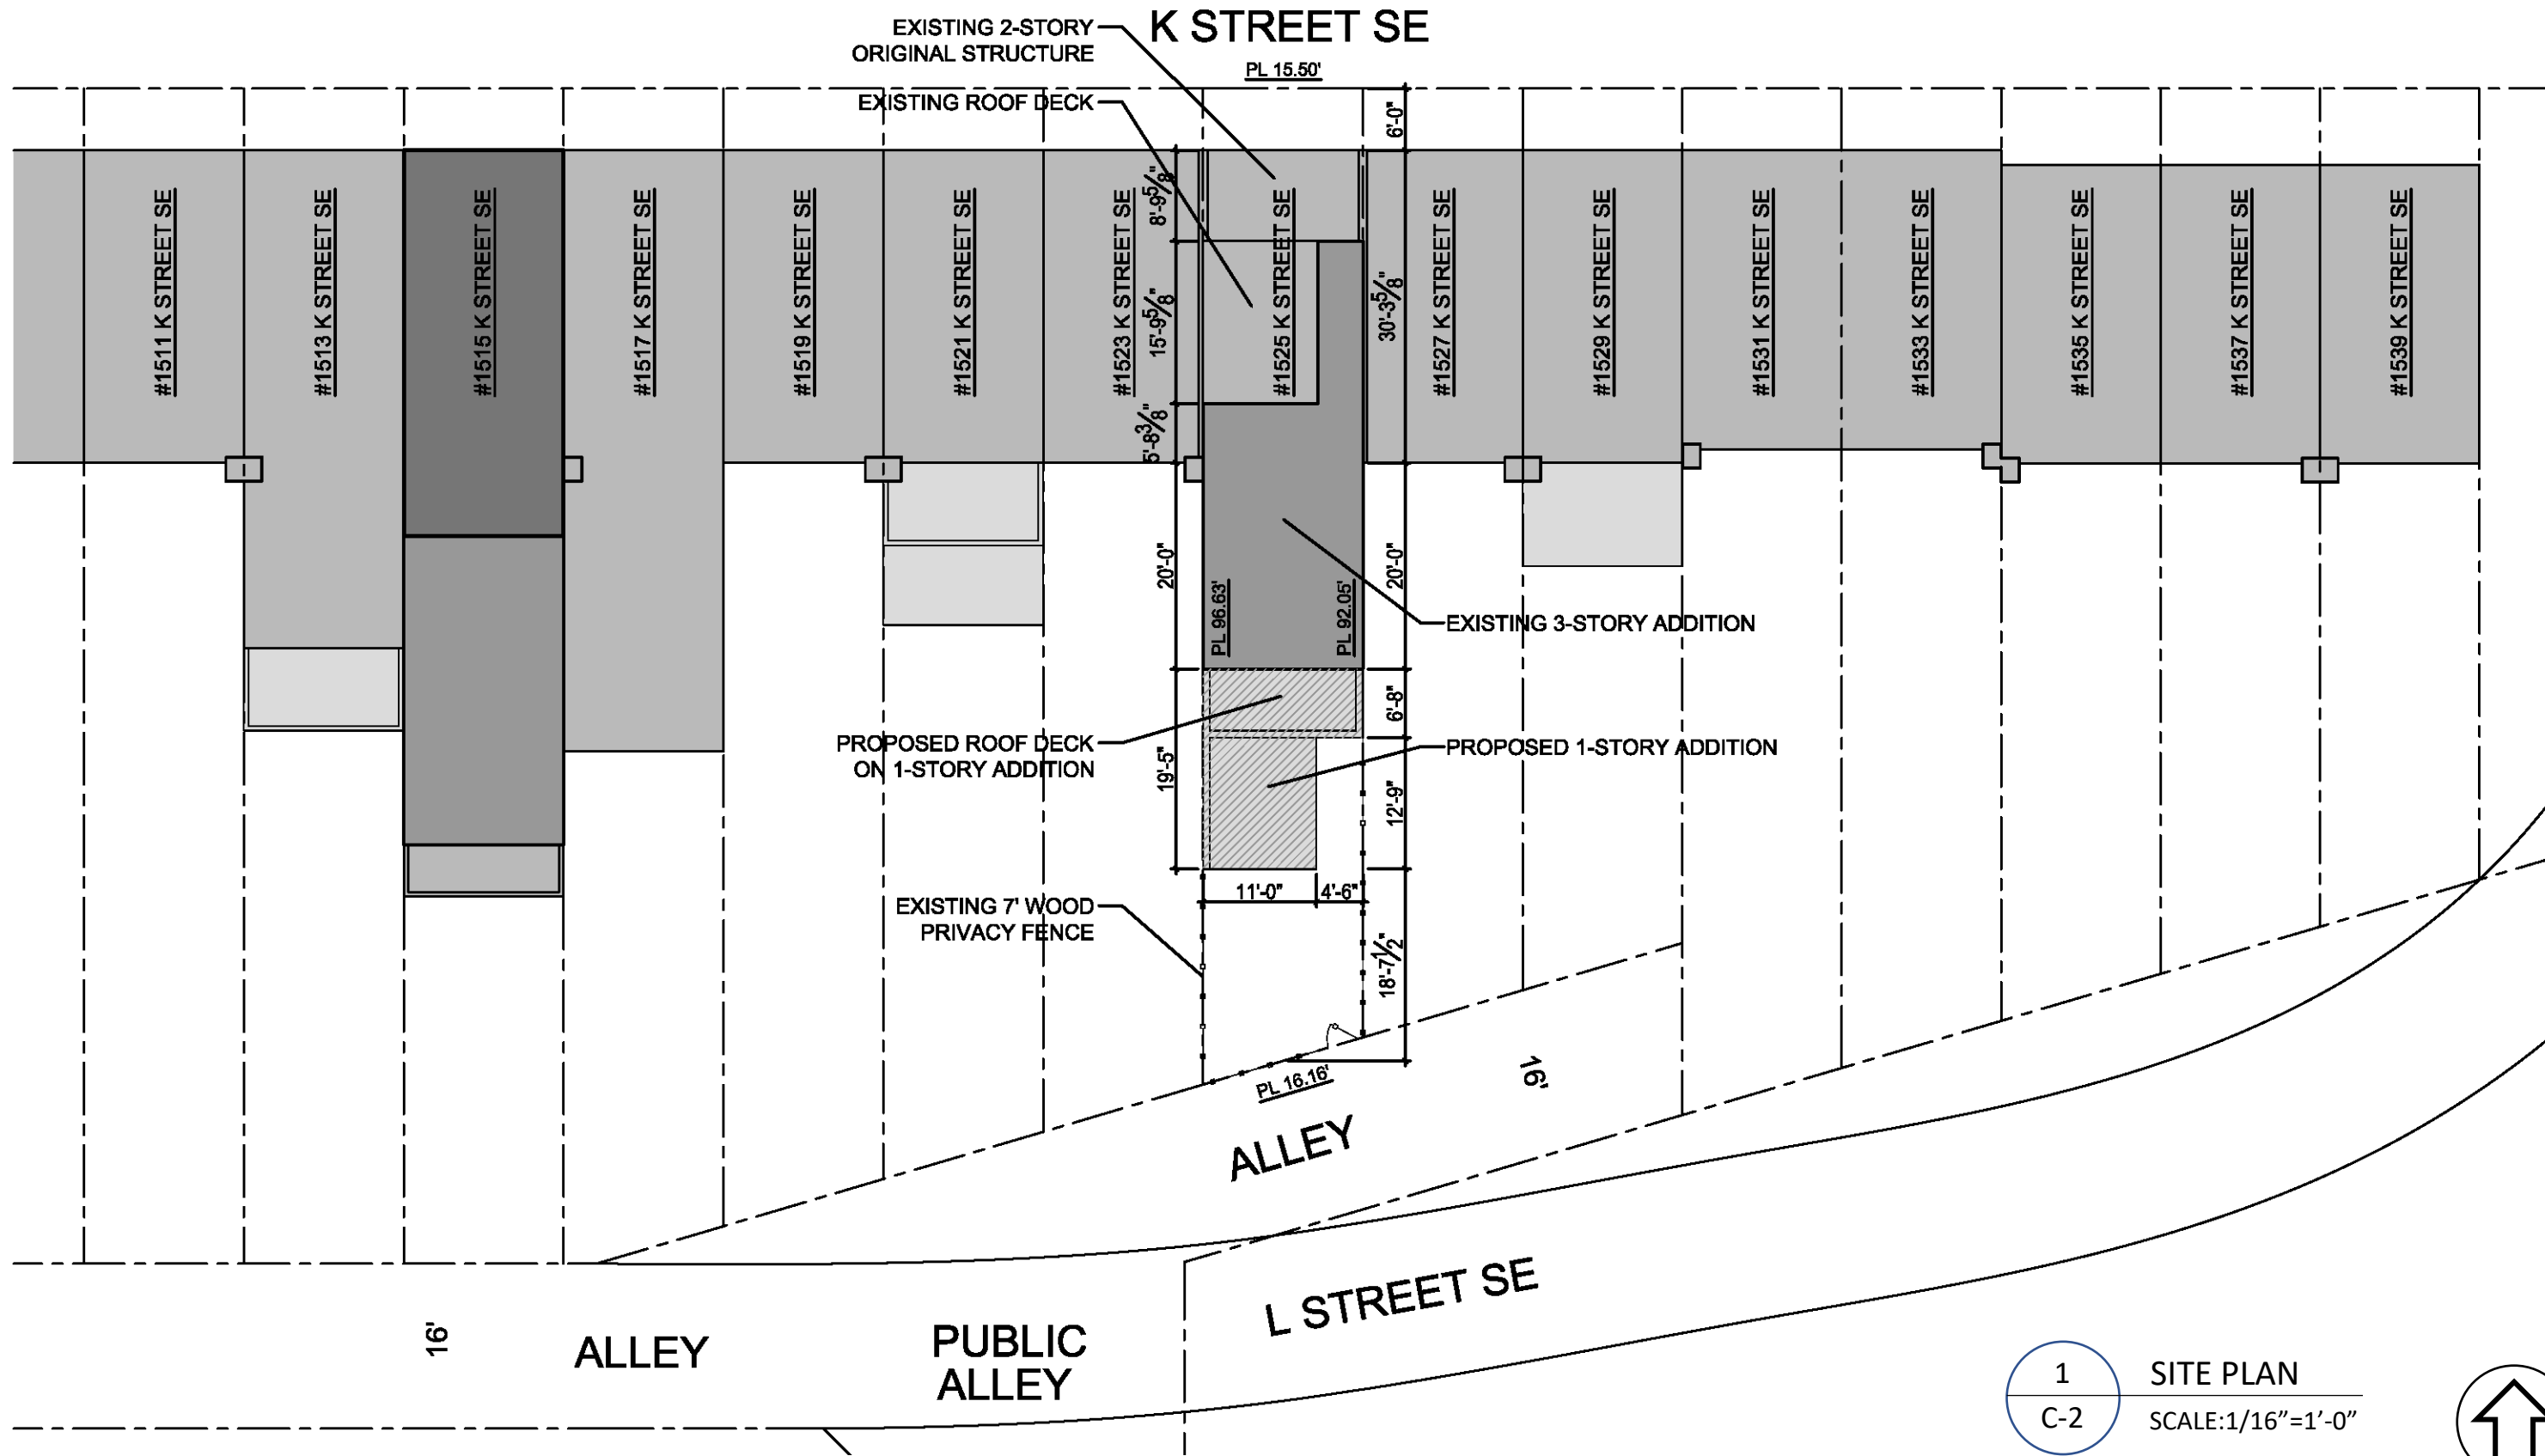 K STREET SE
EXISTING 2-STORY
ORIGINAL STRUCTURE
PL 15.50'
EXISTING ROOF DECK
6'-0"
#1511 K STREET SE
#1513 K STREET SE
#1515 K STREET SE
#1517 K STREET SE
#1519 K STREET SE
#1521 K STREET SE
#1523 K STREET SE
8'-9 5/8"
15'-9 5/8"
5'-8 3/8"
#1525 K STREET SE
30'-3 5/8"
#1527 K STREET SE
#1529 K STREET SE
#1531 K STREET SE
#1533 K STREET SE
#1535 K STREET SE
#1537 K STREET SE
#1539 K STREET SE
20'-0"
PL 96.63'
PL 92.05'
20'-0"
EXISTING 3-STORY ADDITION
6'-8"
PROPOSED ROOF DECK
ON 1-STORY ADDITION
19'-5"
PROPOSED 1-STORY ADDITION
12'-9"
11'-0"
4'-6"
EXISTING 7' WOOD
PRIVACY FENCE
18'-7 1/2"
PL 16.16'
16'
ALLEY
L STREET SE
16'
ALLEY
PUBLIC
ALLEY
1
C-2
SITE PLAN
SCALE:1/16”=1’-0”